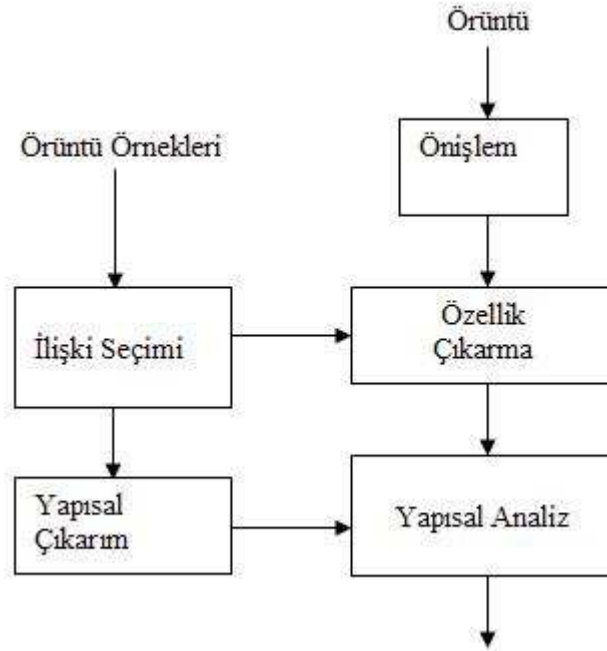 Örüntü
Önişlem
Örüntü Örnekleri
İlişki Seçimi
Özellik
Çıkarma
Yapısal
Çıkarım
Yapısal Analiz